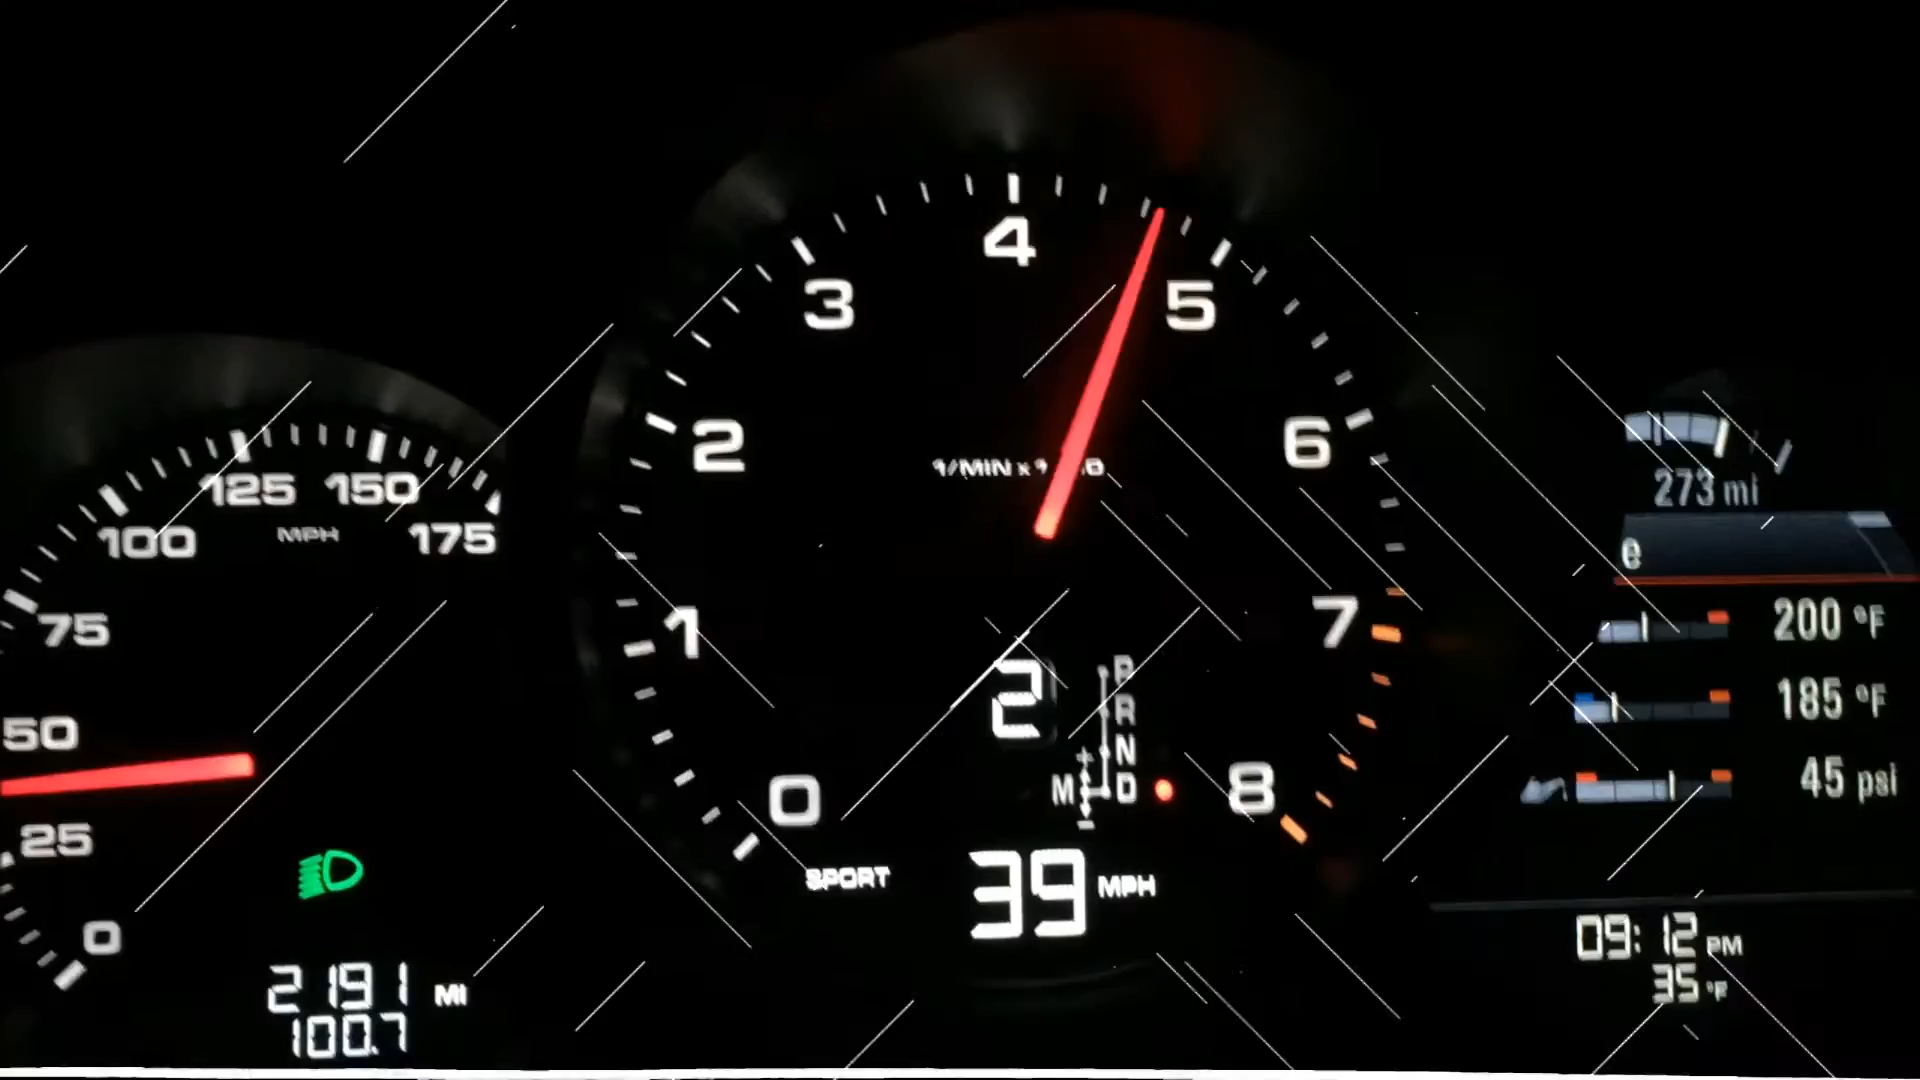 100 125 150 175
MPH
75
50
25
0
2191 MI
100.7
0 1 2 3 4 5 6 7 8
2
P
R
N
M D
+
-
SPORT 39 MPH
273 mi
e
200 °F
185 °F
45 psi
09:12 PM
35 °F